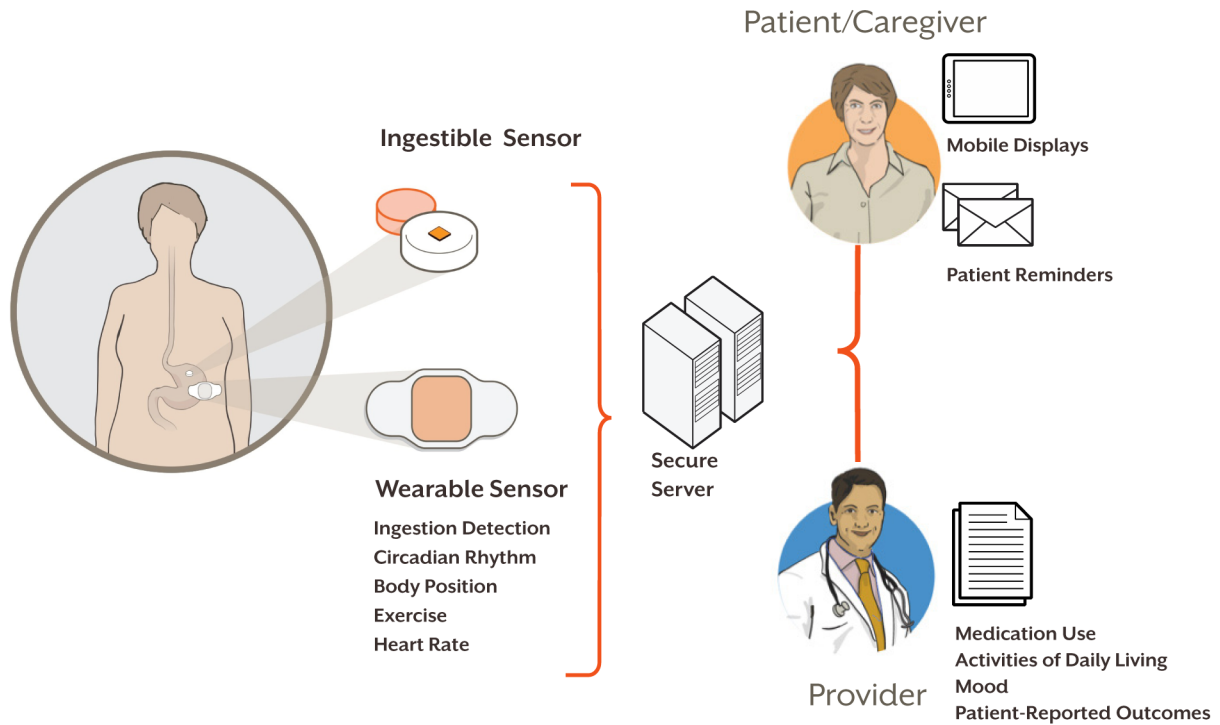 Patient/Caregiver
Mobile Displays
Patient Reminders
Ingestible Sensor
Wearable Sensor
Ingestion Detection
Circadian Rhythm
Body Position
Exercise
Heart Rate
Secure
Server
Provider
Medication Use
Activities of Daily Living
Mood
Patient-Reported Outcomes